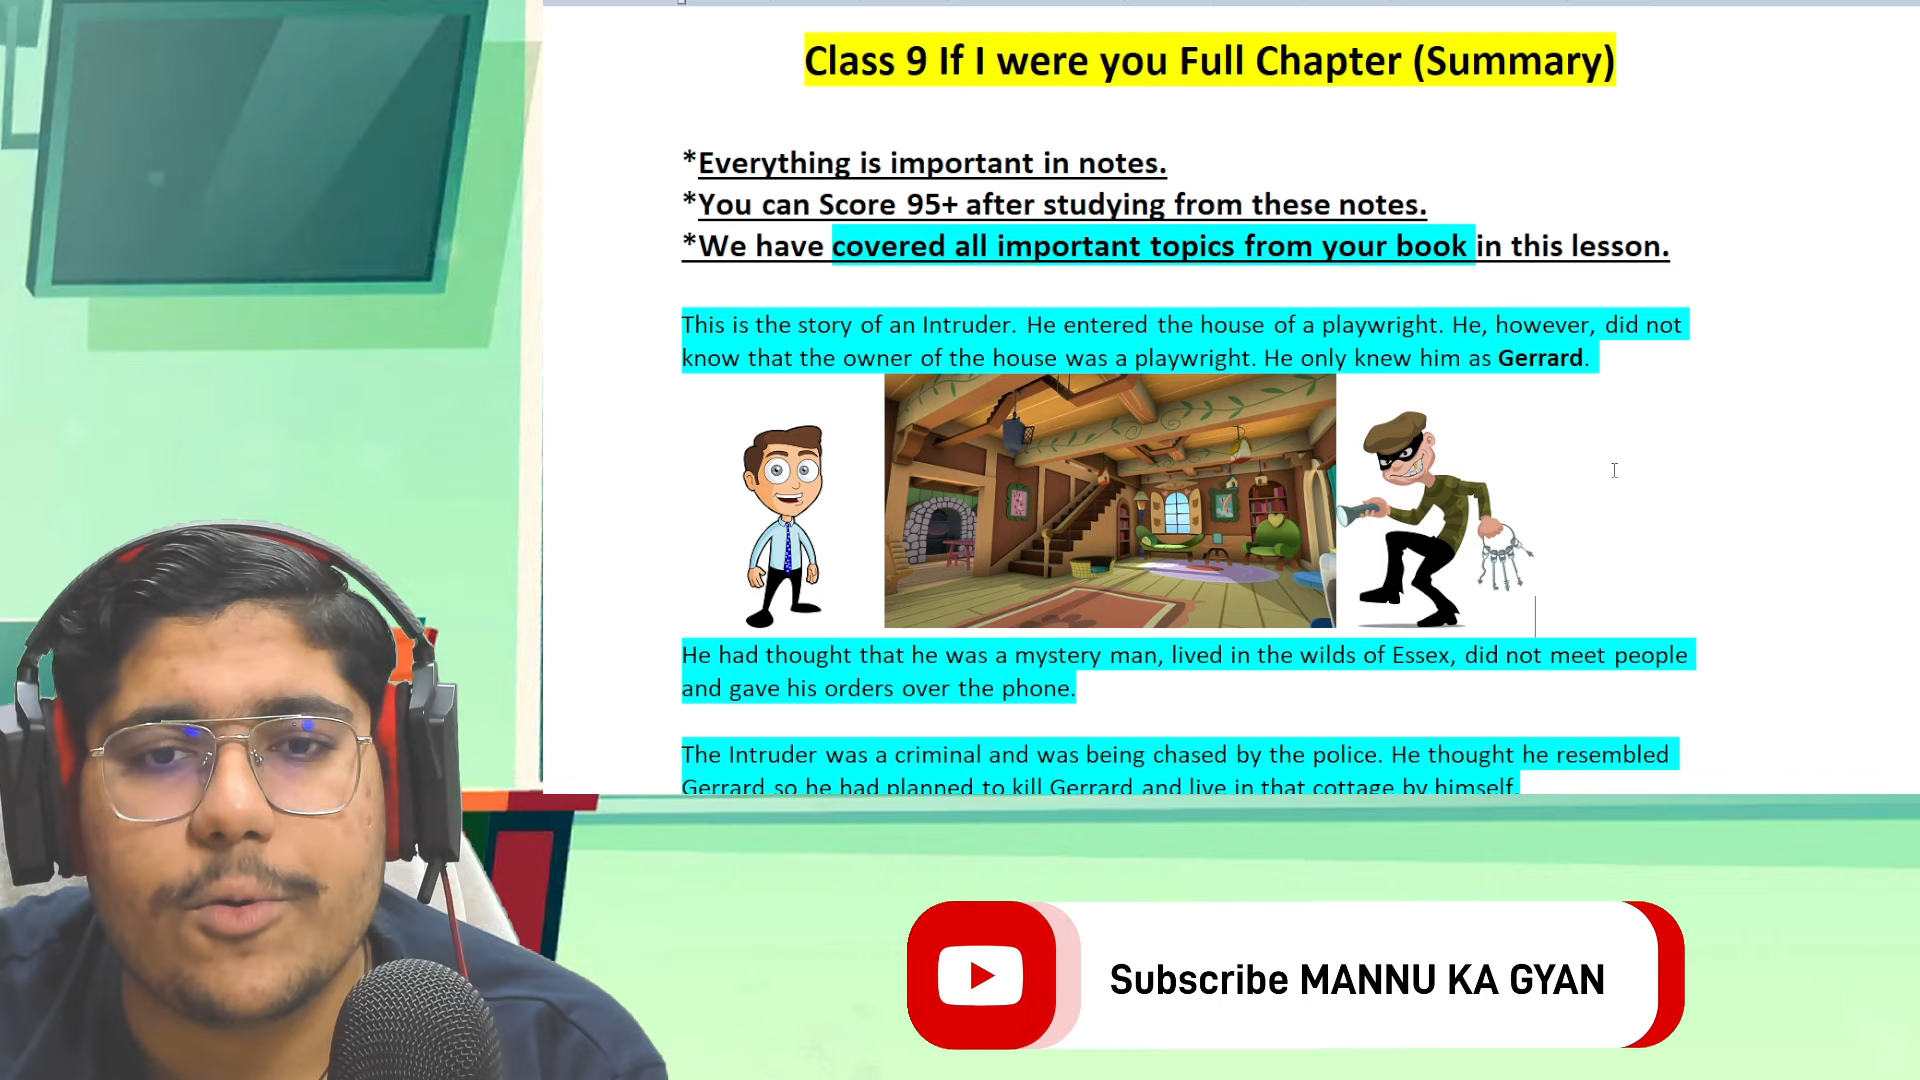 Class 9 If I were you Full Chapter (Summary)
*Everything is important in notes.
*You can Score 95+ after studying from these notes.
*We have covered all important topics from your book in this lesson.
This is the story of an Intruder. He entered the house of a playwright. He, however, did not
know that the owner of the house was a playwright. He only knew him as Gerrard.
He had thought that he was a mystery man, lived in the wilds of Essex, did not meet people
and gave his orders over the phone.
The Intruder was a criminal and was being chased by the police. He thought he resembled
Gerrard so he had planned to kill Gerrard and live in that cottage by himself.
Subscribe MANNU KA GYAN